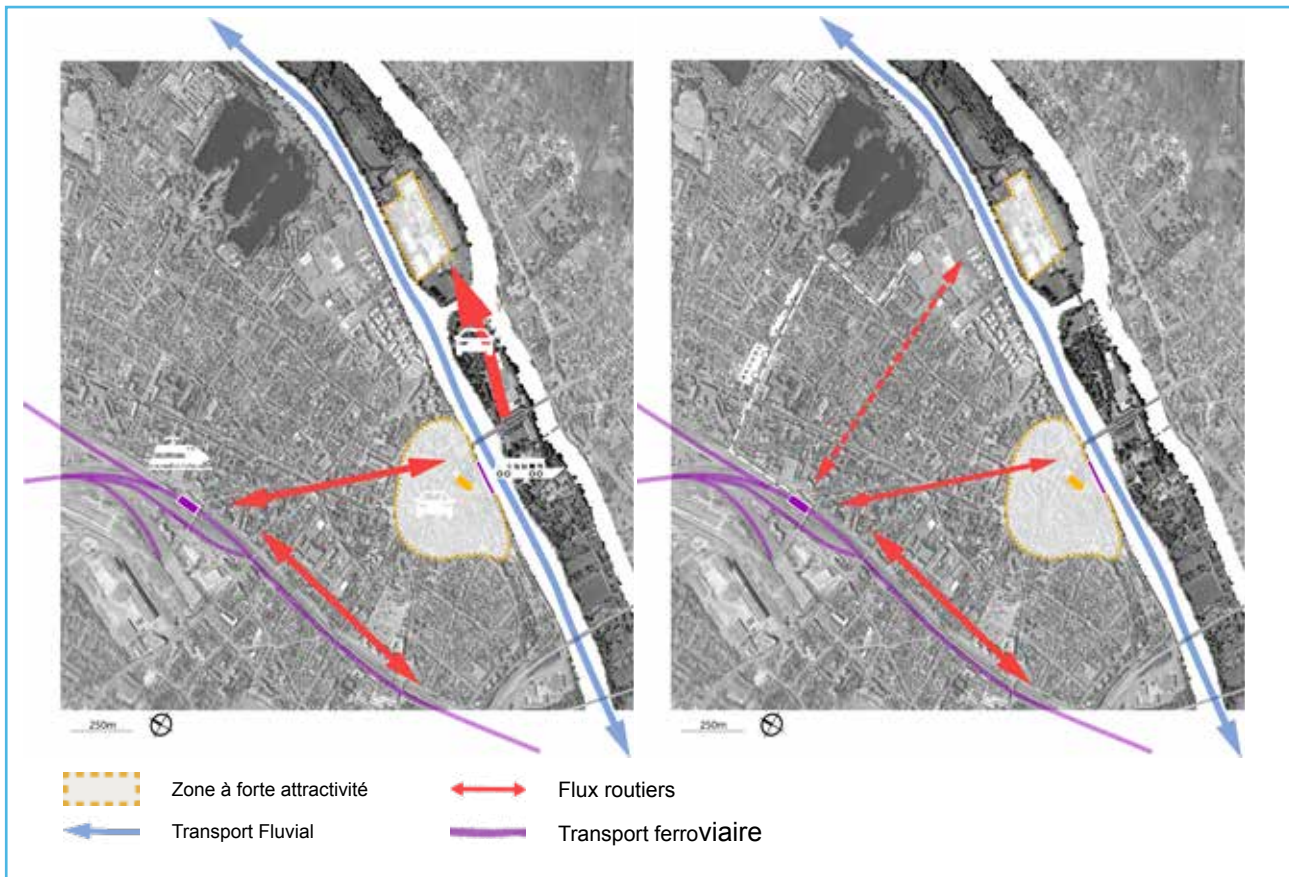 250m
250m
Zone à forte attractivité
Flux routiers
Transport Fluvial
Transport ferroviaire